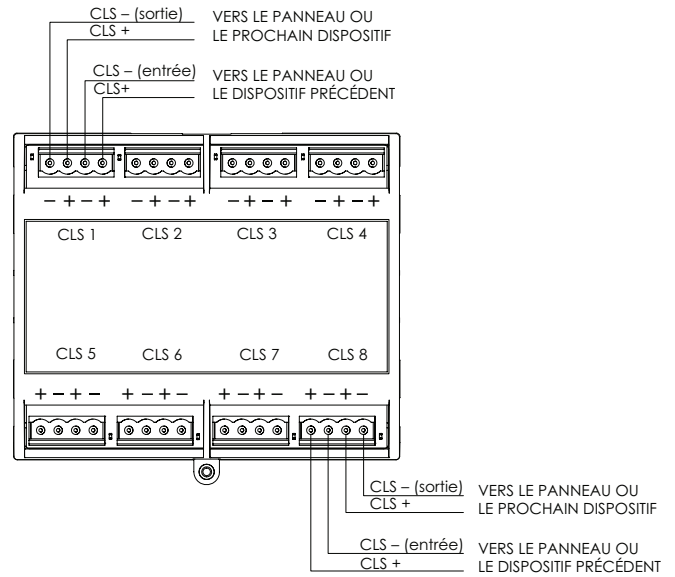 CLS – (sortie) VERS LE PANNEAU OU
CLS + LE PROCHAIN DISPOSITIF
CLS – (entrée) VERS LE PANNEAU OU
CLS+ LE DISPOSITIF PRÉCÉDENT
– + – + – + – + – + – + – + – +
CLS 1 CLS 2 CLS 3 CLS 4
CLS 5 CLS 6 CLS 7 CLS 8
+ – + – + – + – + – + – + – + –
CLS – (sortie) VERS LE PANNEAU OU
CLS + LE PROCHAIN DISPOSITIF
CLS – (entrée) VERS LE PANNEAU OU
CLS + LE DISPOSITIF PRÉCÉDENT